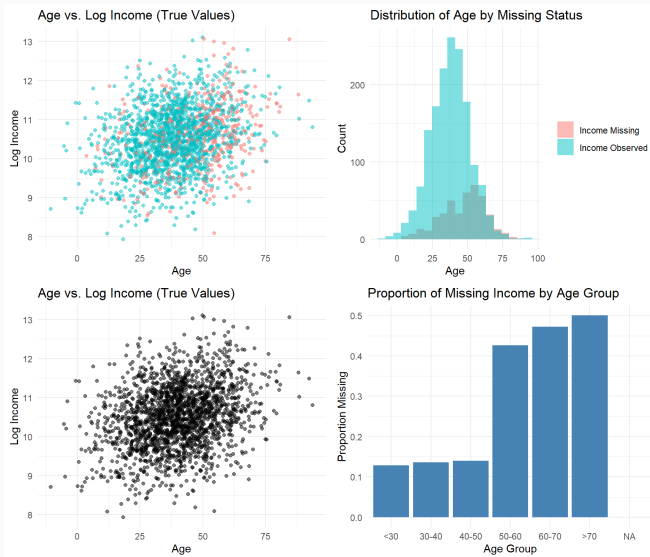 Age vs. Log Income (True Values)
13
12
11
10
9
8
Log Income
0
25
50
75
Age
Distribution of Age by Missing Status
200
100
0
Count
0
25
50
75
100
Age
Income Missing
Income Observed
Age vs. Log Income (True Values)
13
12
11
10
9
8
Log Income
0
25
50
75
Age
Proportion of Missing Income by Age Group
0.5
0.4
0.3
0.2
0.1
0.0
Proportion Missing
<30
30-40
40-50
50-60
60-70
>70
NA
Age Group